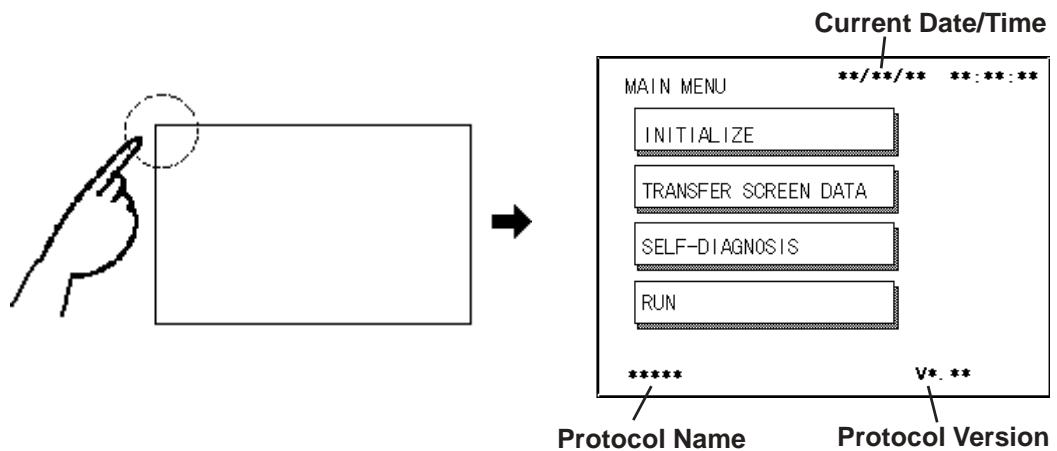 Current Date/Time
MAIN MENU **/**/** **:**:**
INITIALIZE
TRANSFER SCREEN DATA
SELF-DIAGNOSIS
RUN
***** V*.**
Protocol Name Protocol Version